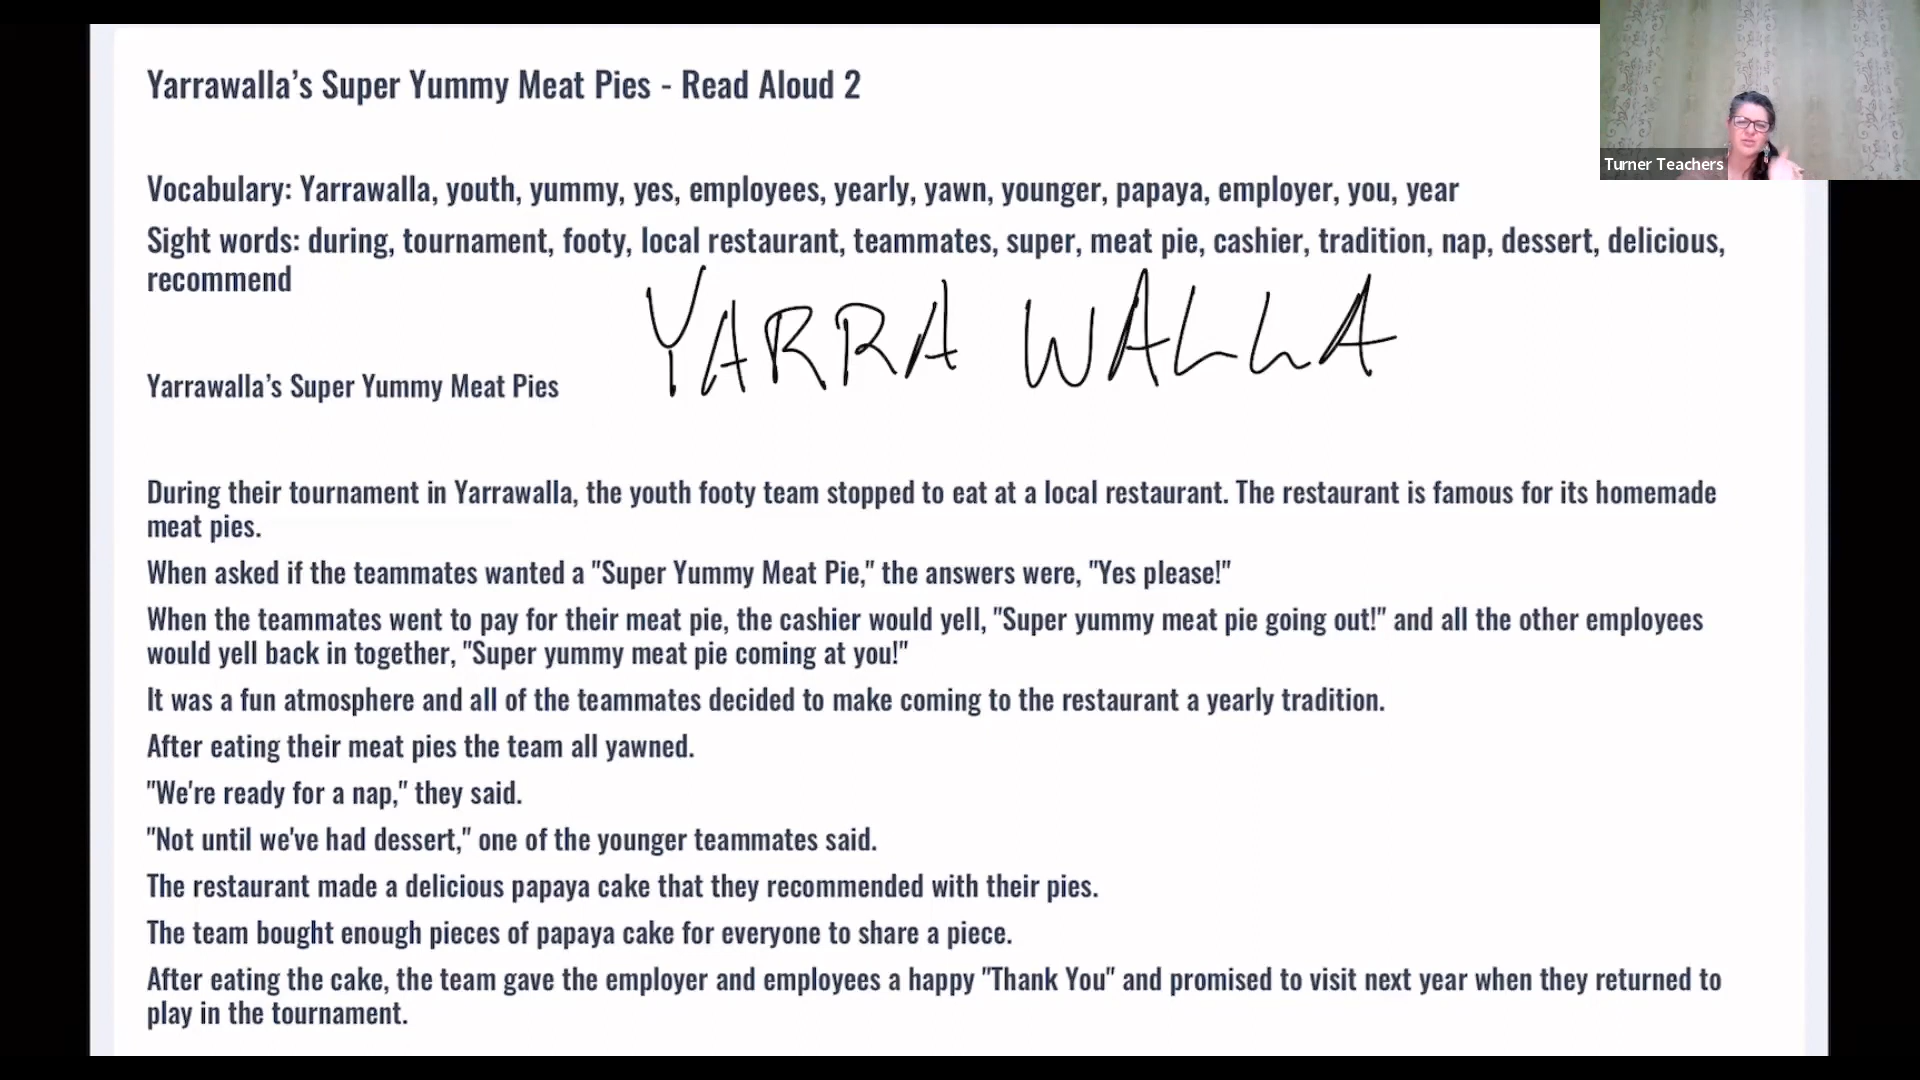 Yarrawalla’s Super Yummy Meat Pies - Read Aloud 2
Turner Teachers
Vocabulary: Yarrawalla, youth, yummy, yes, employees, yearly, yawn, younger, papaya, employer, you, year
Sight words: during, tournament, footy, local restaurant, teammates, super, meat pie, cashier, tradition, nap, dessert, delicious,
recommend
YARRA WALLA
Yarrawalla’s Super Yummy Meat Pies
During their tournament in Yarrawalla, the youth footy team stopped to eat at a local restaurant. The restaurant is famous for its homemade
meat pies.
When asked if the teammates wanted a "Super Yummy Meat Pie," the answers were, "Yes please!"
When the teammates went to pay for their meat pie, the cashier would yell, "Super yummy meat pie going out!" and all the other employees
would yell back in together, "Super yummy meat pie coming at you!"
It was a fun atmosphere and all of the teammates decided to make coming to the restaurant a yearly tradition.
After eating their meat pies the team all yawned.
"We're ready for a nap," they said.
"Not until we've had dessert," one of the younger teammates said.
The restaurant made a delicious papaya cake that they recommended with their pies.
The team bought enough pieces of papaya cake for everyone to share a piece.
After eating the cake, the team gave the employer and employees a happy "Thank You" and promised to visit next year when they returned to
play in the tournament.